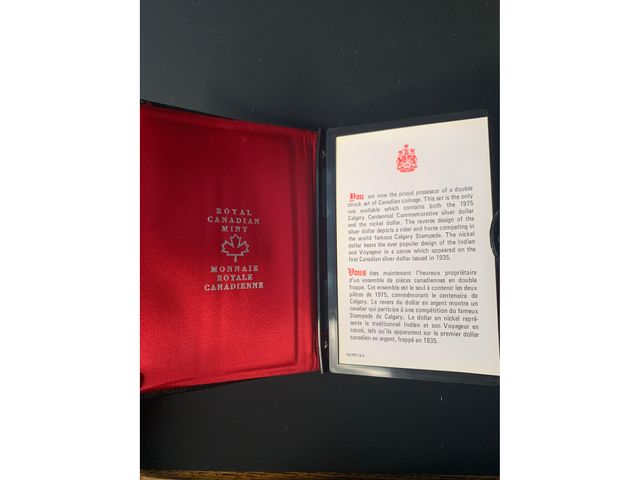 ROYAL
CANADIAN
MINT
MONNAIE
ROYALE
CANADIENNE
You are now the proud possessor of a double
struck set of Canadian coinage. This set is the only
one available which contains both the 1975
Calgary Centennial Commemorative silver dollar
and the nickel dollar. The reverse design of the
silver dollar depicts a rider and horse competing in
the world famous Calgary Stampede. The nickel
dollar bears the ever popular design of the Indian
and Voyageur in a canoe which appeared on the
first Canadian silver dollar issued in 1935.
Vous êtes maintenant l'heureux propriétaire
d'un ensemble de pièces canadiennes en double
frappe. Cet ensemble est le seul à contenir les deux
pièces de 1975, commémorant le centenaire de
Calgary. Le revers du dollar en argent montre un
cavalier qui participe à une compétition du fameux
Stampede de Calgary. Le dollar en nickel repré-
sente le traditionnel Indien et son Voyageur en
canoë, tels qu'ils apparurent sur le premier dollar
canadien en argent, frappé en 1935.